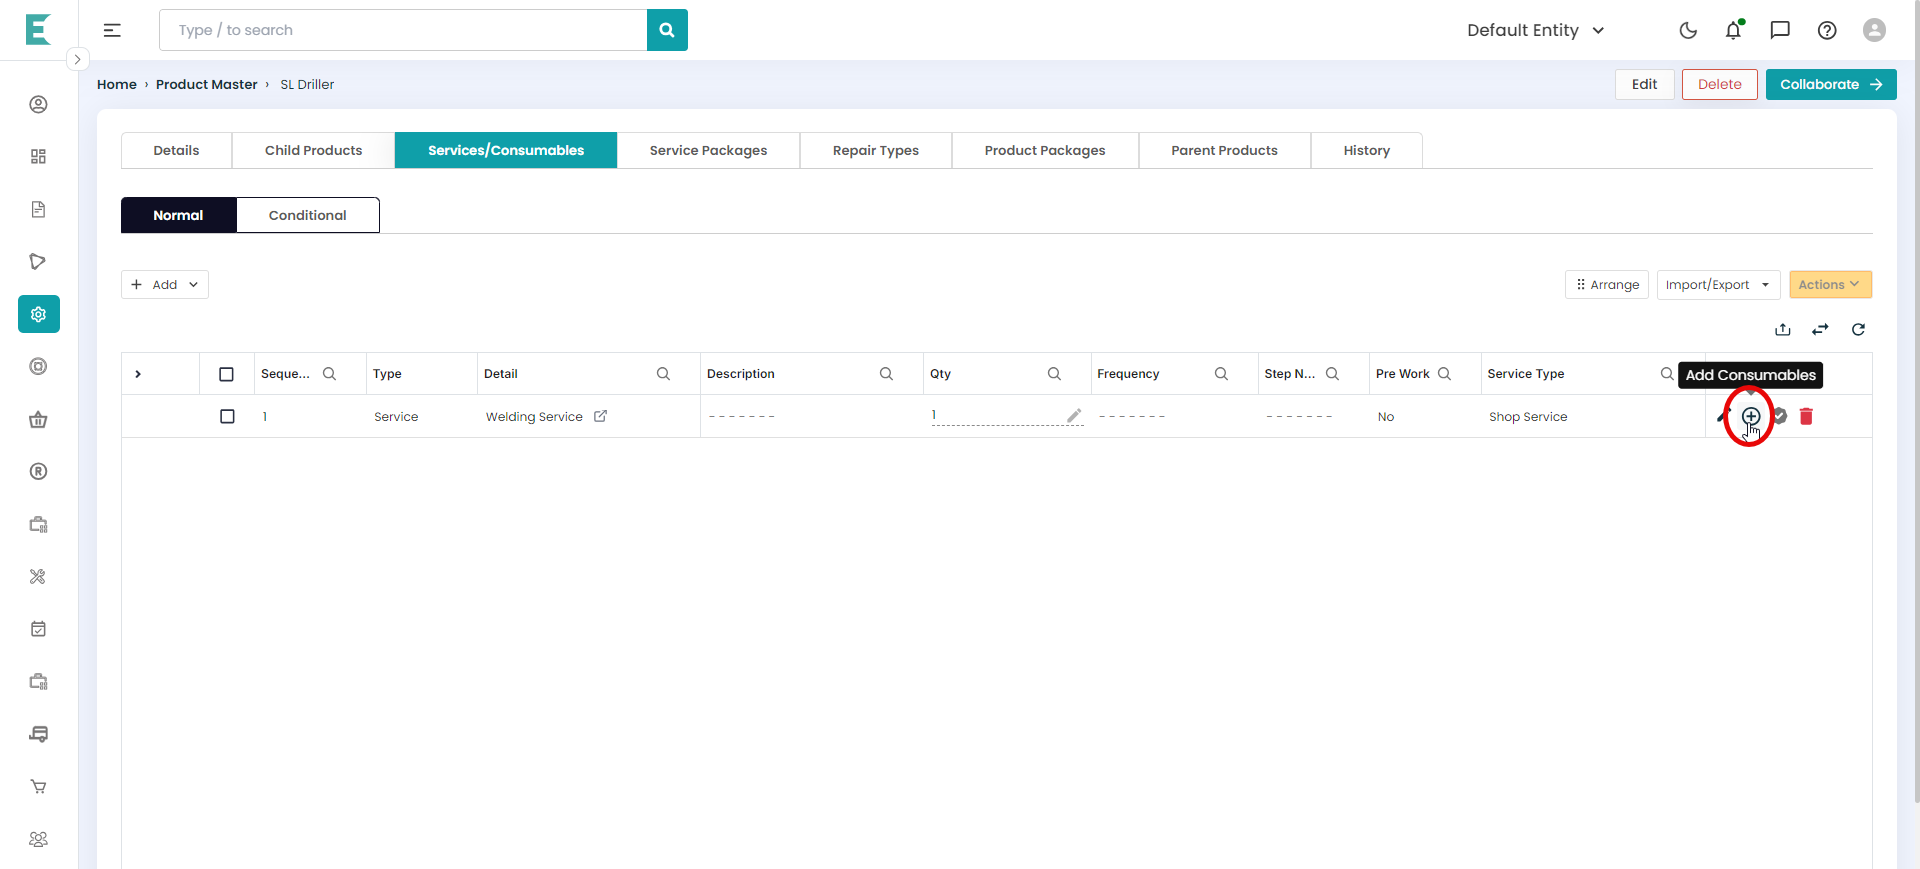 Type / to search
Default Entity
Home › Product Master › SL Driller
Edit
Delete
Collaborate
Details
Child Products
Services/Consumables
Service Packages
Repair Types
Product Packages
Parent Products
History
Normal
Conditional
Add
Arrange
Import/Export
Actions
Add Consumables
Seque... Type Detail Description Qty Frequency Step N... Pre Work Service Type
1 Service Welding Service ------- 1 ------- ------- No Shop Service